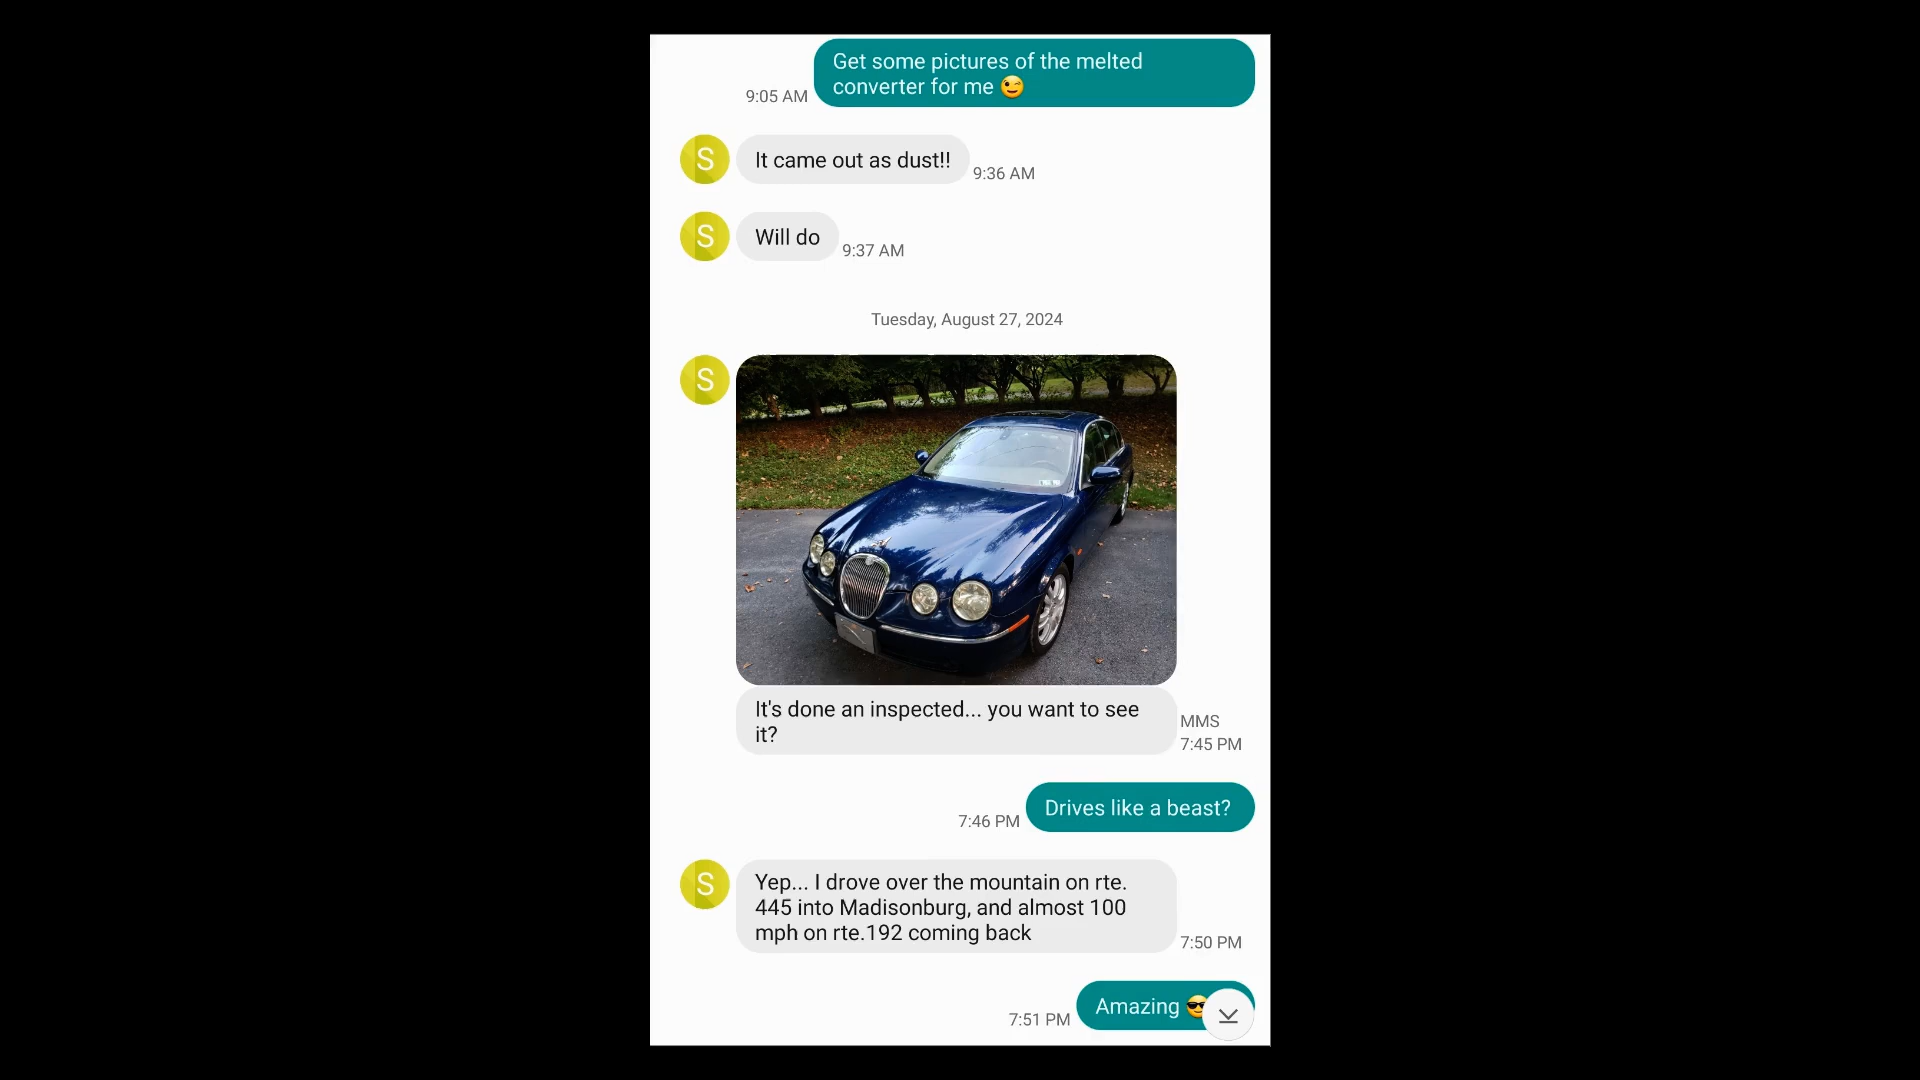 Get some pictures of the melted
converter for me 😉
9:05 AM
S
It came out as dust!!
9:36 AM
S
Will do
9:37 AM
Tuesday, August 27, 2024
S
It's done an inspected... you want to see
it?
MMS
7:45 PM
Drives like a beast?
7:46 PM
S
Yep... I drove over the mountain on rte.
445 into Madisonburg, and almost 100
mph on rte.192 coming back
7:50 PM
Amazing 😎
7:51 PM